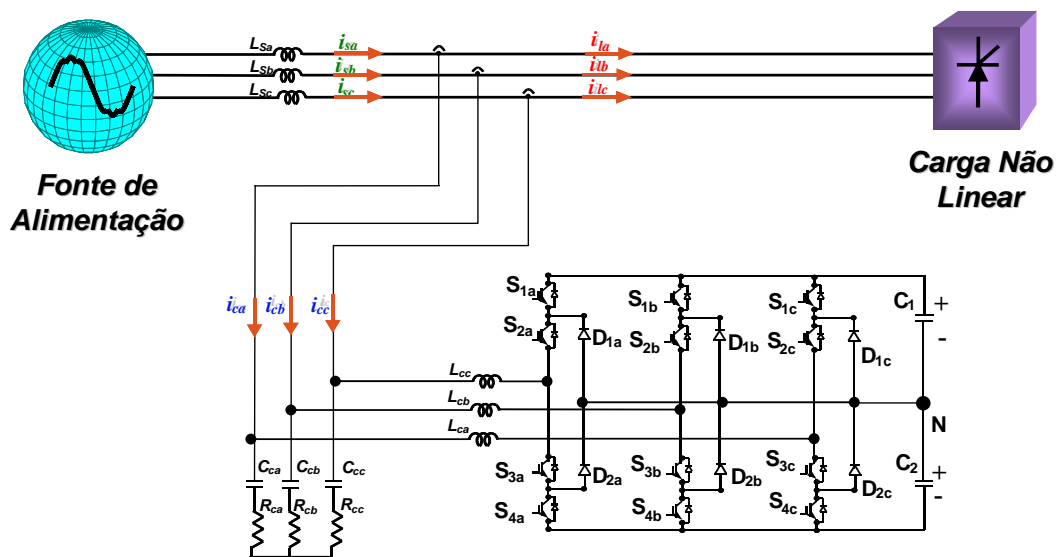 L_Sa i_sa i_la
L_Sb i_sb i_lb
L_Sc i_sc i_lc
Fonte de
Alimentação
Carga Não
Linear
i_ca i_cb i_cc
S_1a S_1b S_1c C_1 +
-
S_2a D_1a S_2b D_1b S_2c D_1c
L_cc
L_cb
L_ca
N
C_ca C_cb C_cc
S_3a D_2a S_3b D_2b S_3c D_2c C_2 +
-
R_ca R_cb R_cc
S_4a S_4b S_4c